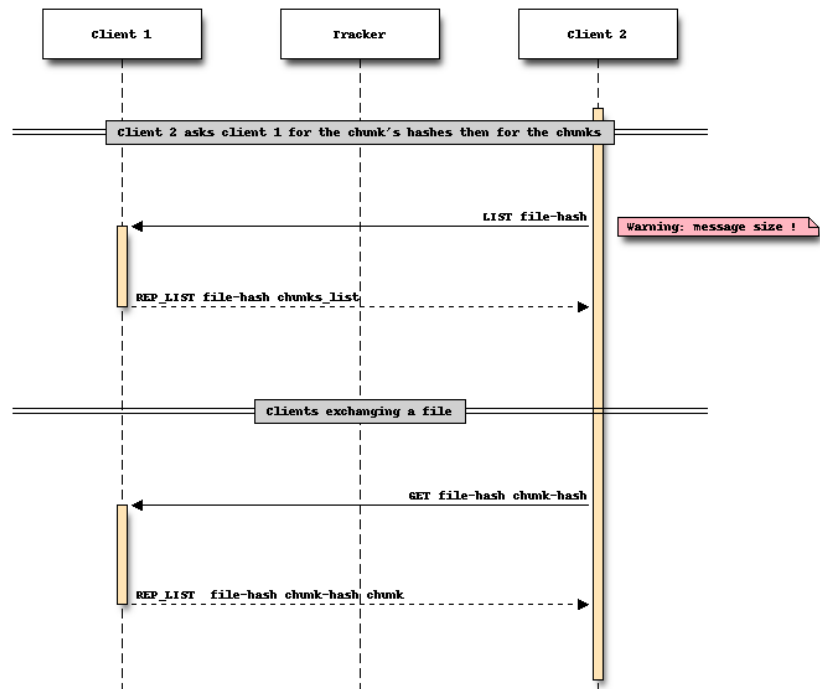 Client 1
Tracker
Client 2
Client 2 asks client 1 for the chunk's hashes then for the chunks
LIST file-hash
Warning: message size !
REP_LIST file-hash chunks_list
Clients exchanging a file
GET file-hash chunk-hash
REP_LIST  file-hash chunk-hash chunk